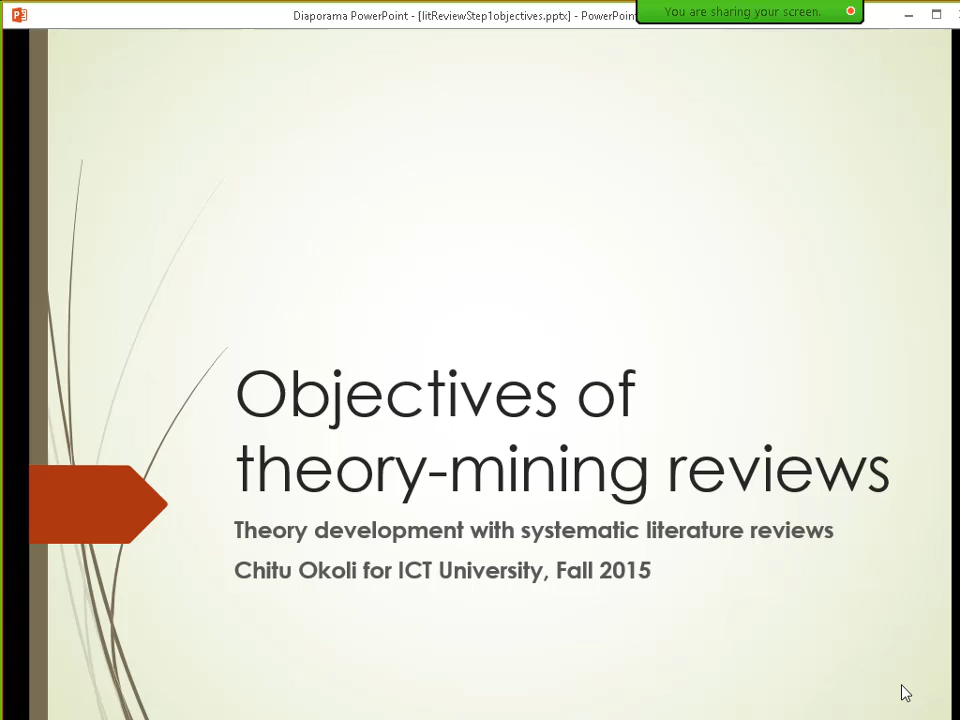 Diaporama PowerPoint - [litReviewStep1objectives.pptx] - PowerPoin
You are sharing your screen.
Objectives of
theory-mining reviews
Theory development with systematic literature reviews
Chitu Okoli for ICT University, Fall 2015